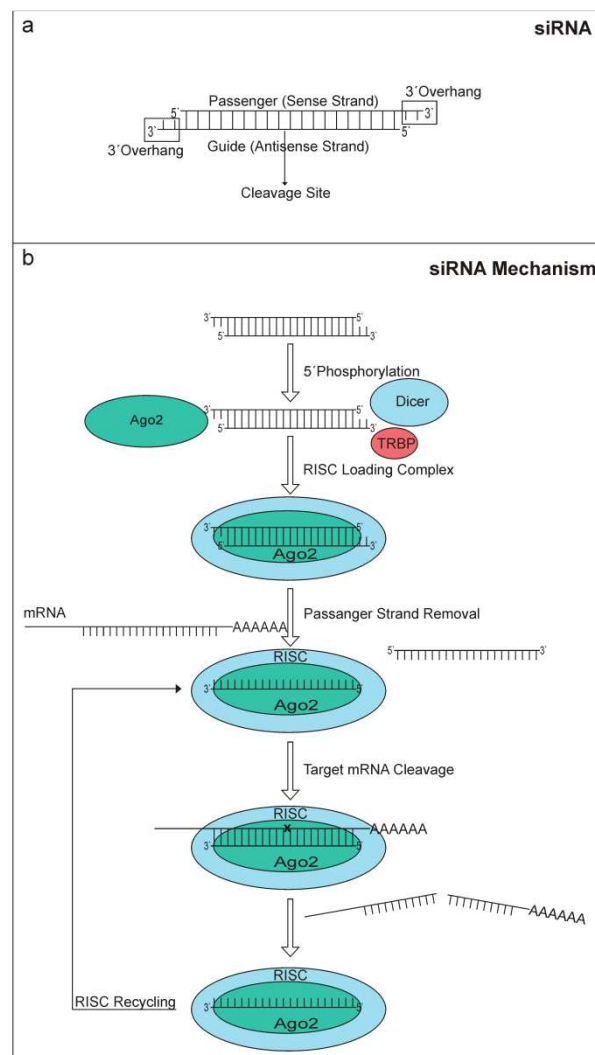 a
siRNA
3´Overhang
5´
Passenger (Sense Strand)
3´
3´
Guide (Antisense Strand)
5´
3´Overhang
Cleavage Site
b
siRNA Mechanism
3´
5´
5´
3´
5´Phosphorylation
Ago2
3´
5´
5´
3´
Dicer
TRBP
RISC Loading Complex
3´
5´
5´
3´
Ago2
mRNA
AAAAAA
Passanger Strand Removal
5´
3´
RISC
3´
5´
Ago2
Target mRNA Cleavage
RISC
x
AAAAAA
3´
5´
Ago2
AAAAAA
RISC
3´
5´
Ago2
RISC Recycling